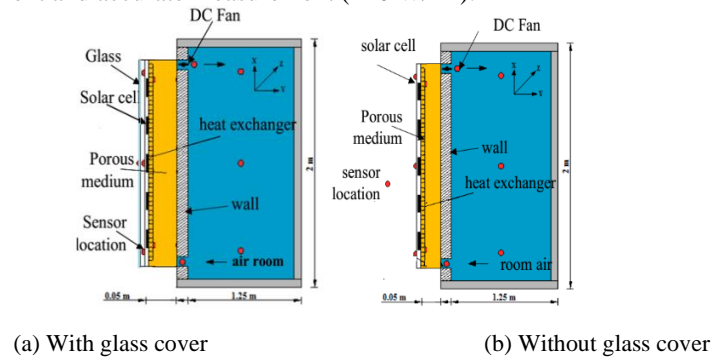 DC Fan
Glass
Solar cell
heat exchanger
Porous
medium
wall
Sensor
location
air room
X
Z
Y
2 m
0.05 m
1.25 m
DC Fan
solar cell
Porous
medium
wall
sensor
location
heat exchanger
room air
X
Z
Y
2 m
0.05 m
1.25 m
(a) With glass cover
(b) Without glass cover